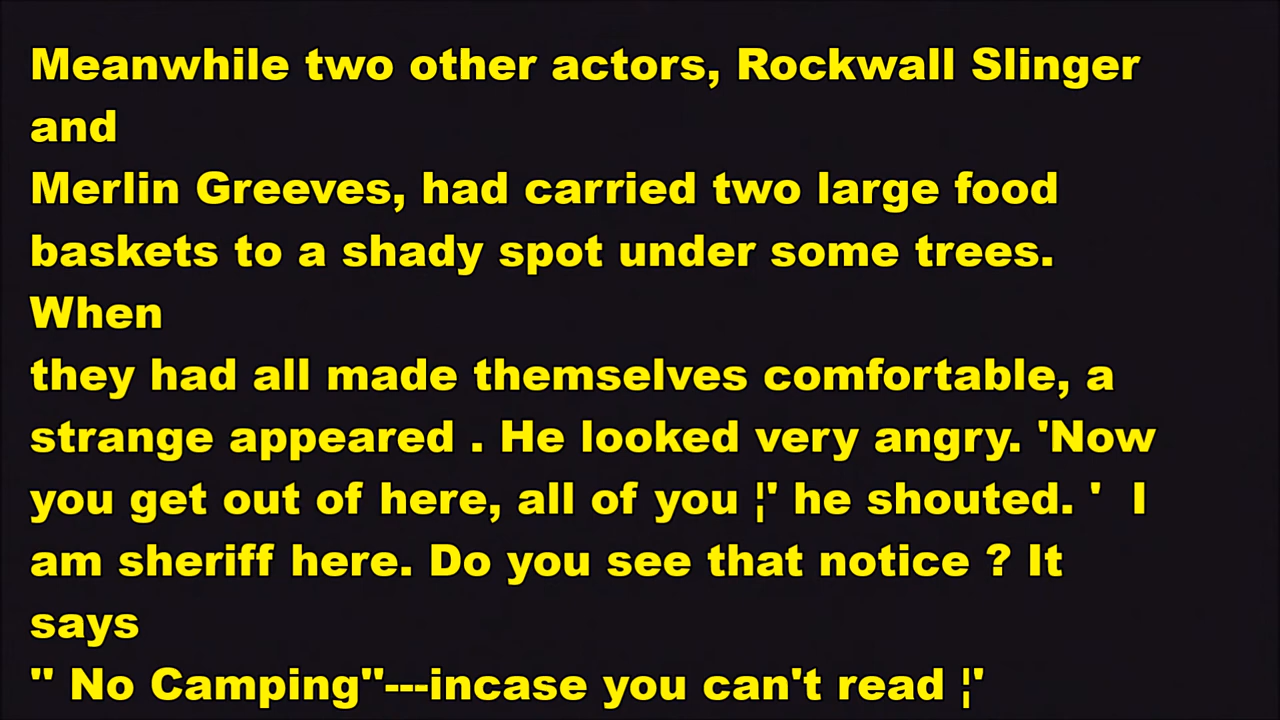 Meanwhile two other actors, Rockwall Slinger
and
Merlin Greeves, had carried two large food
baskets to a shady spot under some trees.
When
they had all made themselves comfortable, a
strange appeared . He looked very angry. 'Now
you get out of here, all of you ¦' he shouted. '  I
am sheriff here. Do you see that notice ? It
says
" No Camping"---incase you can't read ¦'